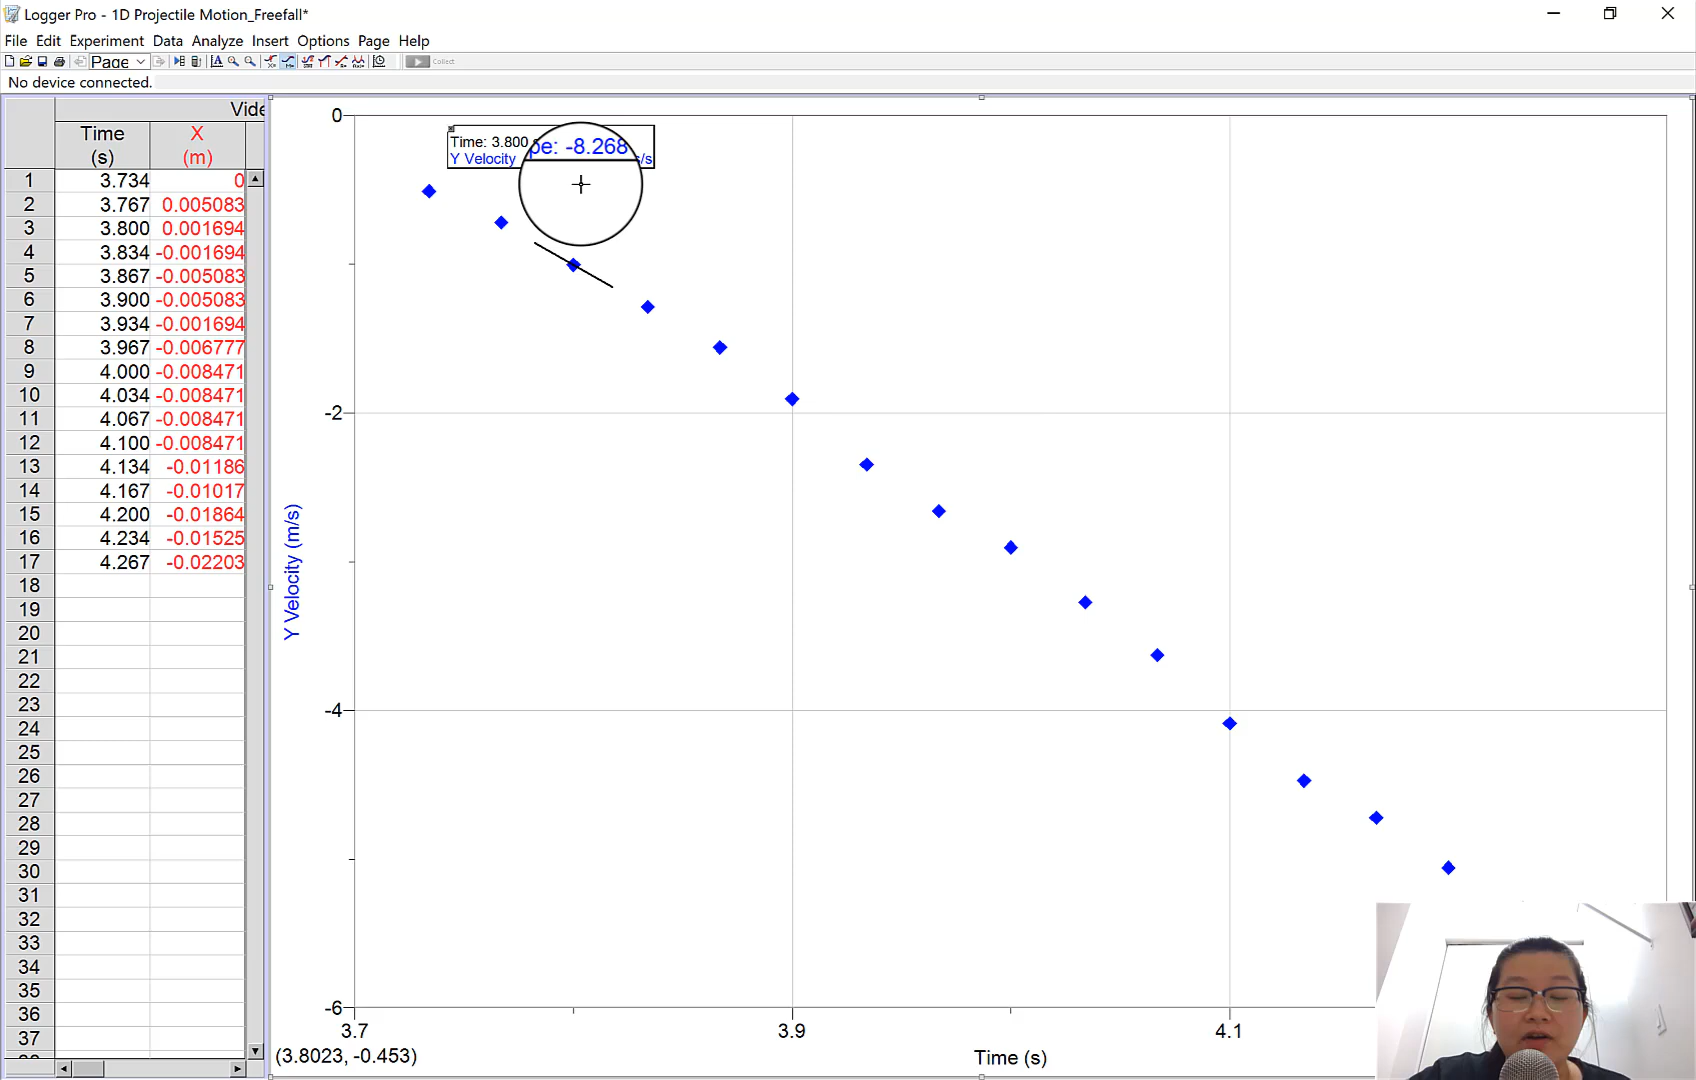 Logger Pro - 1D Projectile Motion_Freefall*
File Edit Experiment Data Analyze Insert Options Page Help
Page Collect
No device connected.
Vide
Time X
(s) (m)
1 3.734 0
2 3.767 0.005083
3 3.800 0.001694
4 3.834 -0.001694
5 3.867 -0.005083
6 3.900 -0.005083
7 3.934 -0.001694
8 3.967 -0.006777
9 4.000 -0.008471
10 4.034 -0.008471
11 4.067 -0.008471
12 4.100 -0.008471
13 4.134 -0.01186
14 4.167 -0.01017
15 4.200 -0.01864
16 4.234 -0.01525
17 4.267 -0.02203
18
19
20
21
22
23
24
25
26
27
28
29
30
31
32
33
34
35
36
37
0
-2
-4
-6
Y Velocity (m/s)
Time: 3.800
Y Velocity
pe: -8.268
s/s
3.7 3.9 4.1
Time (s)
(3.8023, -0.453)